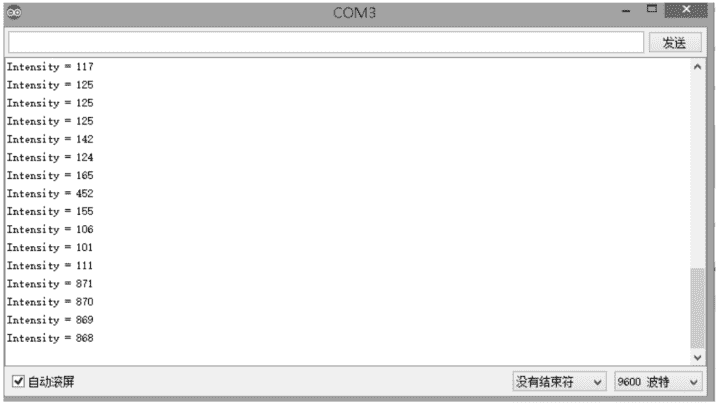 COM3
发送
Intensity = 117
Intensity = 125
Intensity = 125
Intensity = 125
Intensity = 142
Intensity = 124
Intensity = 165
Intensity = 452
Intensity = 155
Intensity = 106
Intensity = 101
Intensity = 111
Intensity = 871
Intensity = 870
Intensity = 869
Intensity = 868
自动滚屏 没有结束符 9600 波特